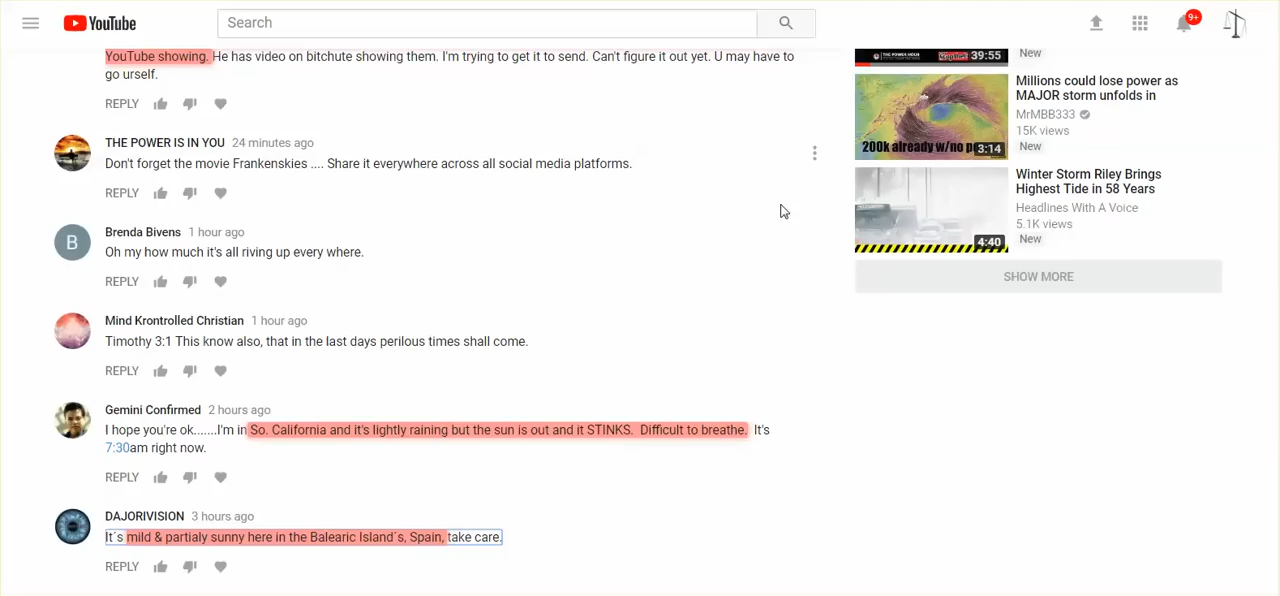 YouTube
Search
9+
YouTube showing. He has video on bitchute showing them. I'm trying to get it to send. Can't figure it out yet. U may have to
go urself.
REPLY
THE POWER IS IN YOU 24 minutes ago
Don't forget the movie Frankenskies .... Share it everywhere across all social media platforms.
REPLY
Brenda Bivens 1 hour ago
B
Oh my how much it's all riving up every where.
REPLY
Mind Krontrolled Christian 1 hour ago
Timothy 3:1 This know also, that in the last days perilous times shall come.
REPLY
Gemini Confirmed 2 hours ago
I hope you're ok.......I'm in So. California and it's lightly raining but the sun is out and it STINKS. Difficult to breathe. It's
7:30am right now.
REPLY
DAJORIVISION 3 hours ago
It´s mild & partialy sunny here in the Balearic Island´s, Spain, take care.
REPLY
THE POWER HOUR
39:55
New
200k already w/no
3:14
Millions could lose power as
MAJOR storm unfolds in
MrMBB333
15K views
New
4:40
Winter Storm Riley Brings
Highest Tide in 58 Years
Headlines With A Voice
5.1K views
New
SHOW MORE